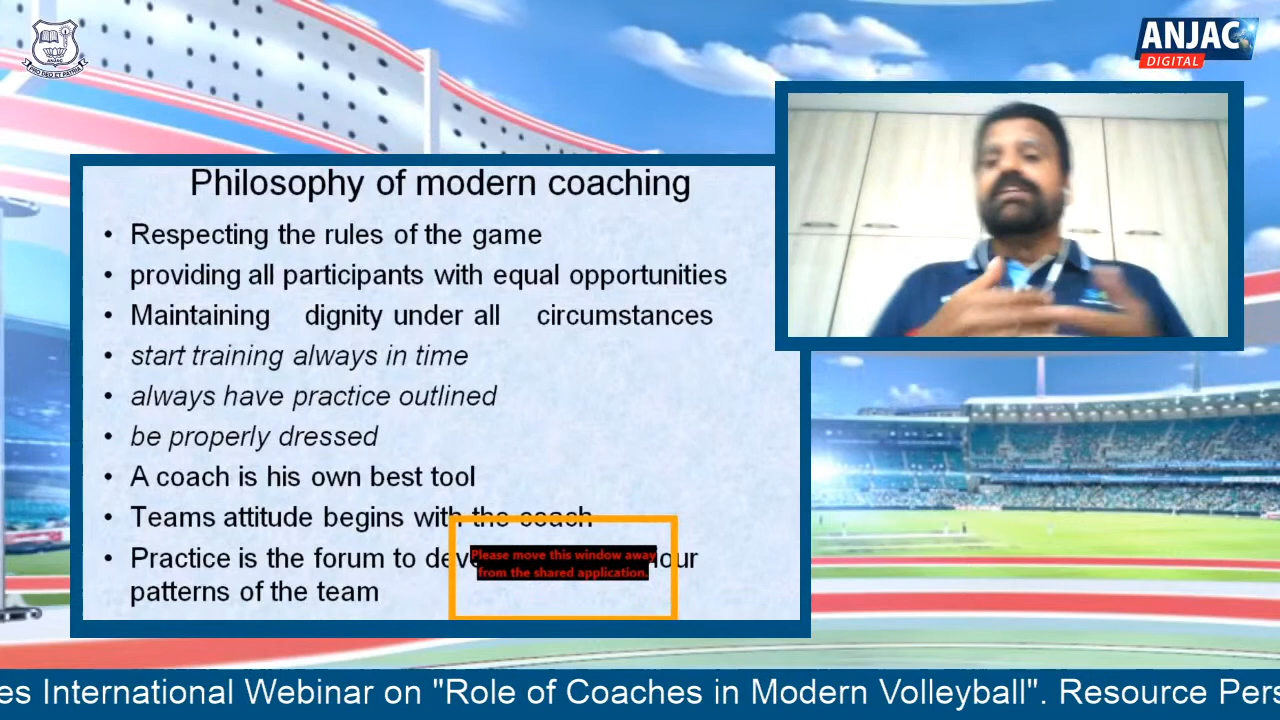 ANJAC
DIGITAL
Philosophy of modern coaching
• Respecting the rules of the game
• providing all participants with equal opportunities
• Maintaining dignity under all circumstances
• start training always in time
• always have practice outlined
• be properly dressed
• A coach is his own best tool
• Teams attitude begins with the coach
• Practice is the forum to
patterns of the team
Please move this window away
from the shared application.
es International Webinar on "Role of Coaches in Modern Volleyball". Resource Pers